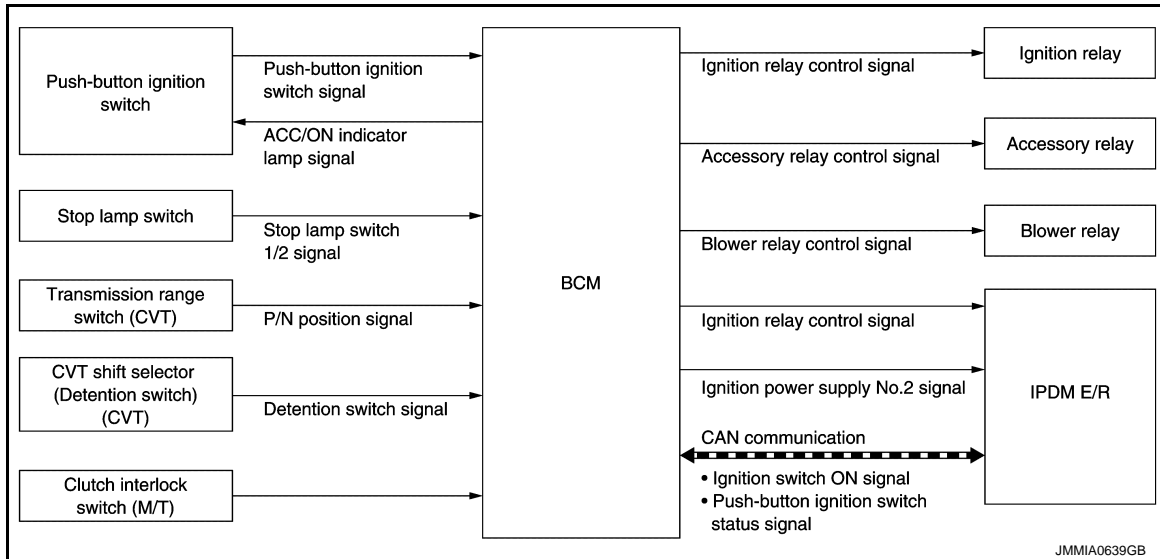 Push-button ignition
switch
Push-button ignition
switch signal
ACC/ON indicator
lamp signal
Stop lamp switch
Stop lamp switch
1/2 signal
Transmission range
switch (CVT)
P/N position signal
CVT shift selector
(Detention switch)
(CVT)
Detention switch signal
Clutch interlock
switch (M/T)
BCM
Ignition relay control signal
Ignition relay
Accessory relay control signal
Accessory relay
Blower relay control signal
Blower relay
Ignition relay control signal
Ignition power supply No.2 signal
IPDM E/R
CAN communication
• Ignition switch ON signal
• Push-button ignition switch
status signal
JMMIA0639GB